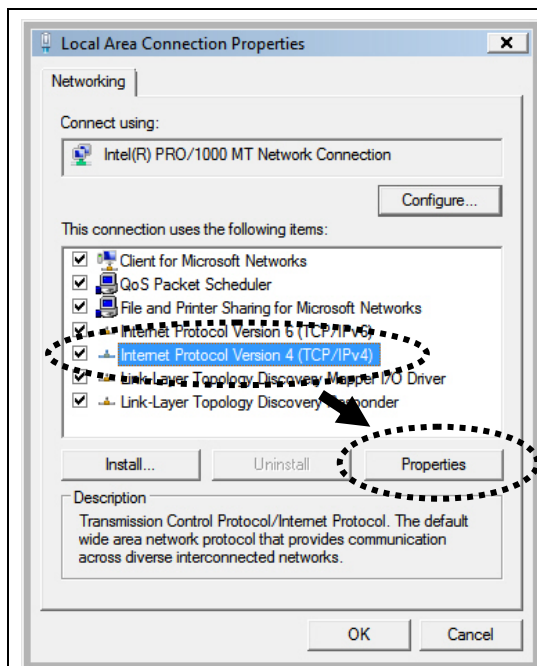 Local Area Connection Properties
Networking
Connect using:
Intel(R) PRO/1000 MT Network Connection
Configure...
This connection uses the following items:
Client for Microsoft Networks
QoS Packet Scheduler
File and Printer Sharing for Microsoft Networks
Internet Protocol Version 6 (TCP/IPv6)
Internet Protocol Version 4 (TCP/IPv4)
Link-Layer Topology Discovery Mapper I/O Driver
Link-Layer Topology Discovery Responder
Install...
Uninstall
Properties
Description
Transmission Control Protocol/Internet Protocol. The default
wide area network protocol that provides communication
across diverse interconnected networks.
OK
Cancel